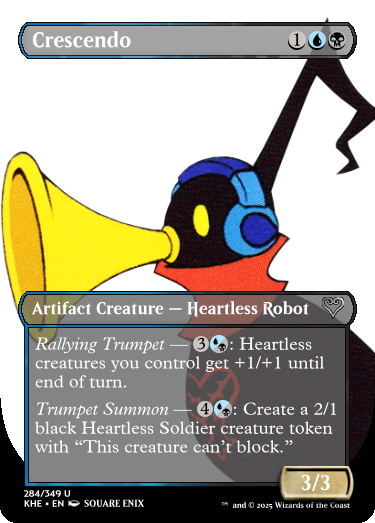 Crescendo 1
Artifact Creature — Heartless Robot
Rallying Trumpet — 3: Heartless
creatures you control get +1/+1 until
end of turn.
Trumpet Summon — 4: Create a 2/1
black Heartless Soldier creature token
with “This creature can’t block.”
3/3
284/349 U
KHE • EN SQUARE ENIX
™ and © 2025 Wizards of the Coast